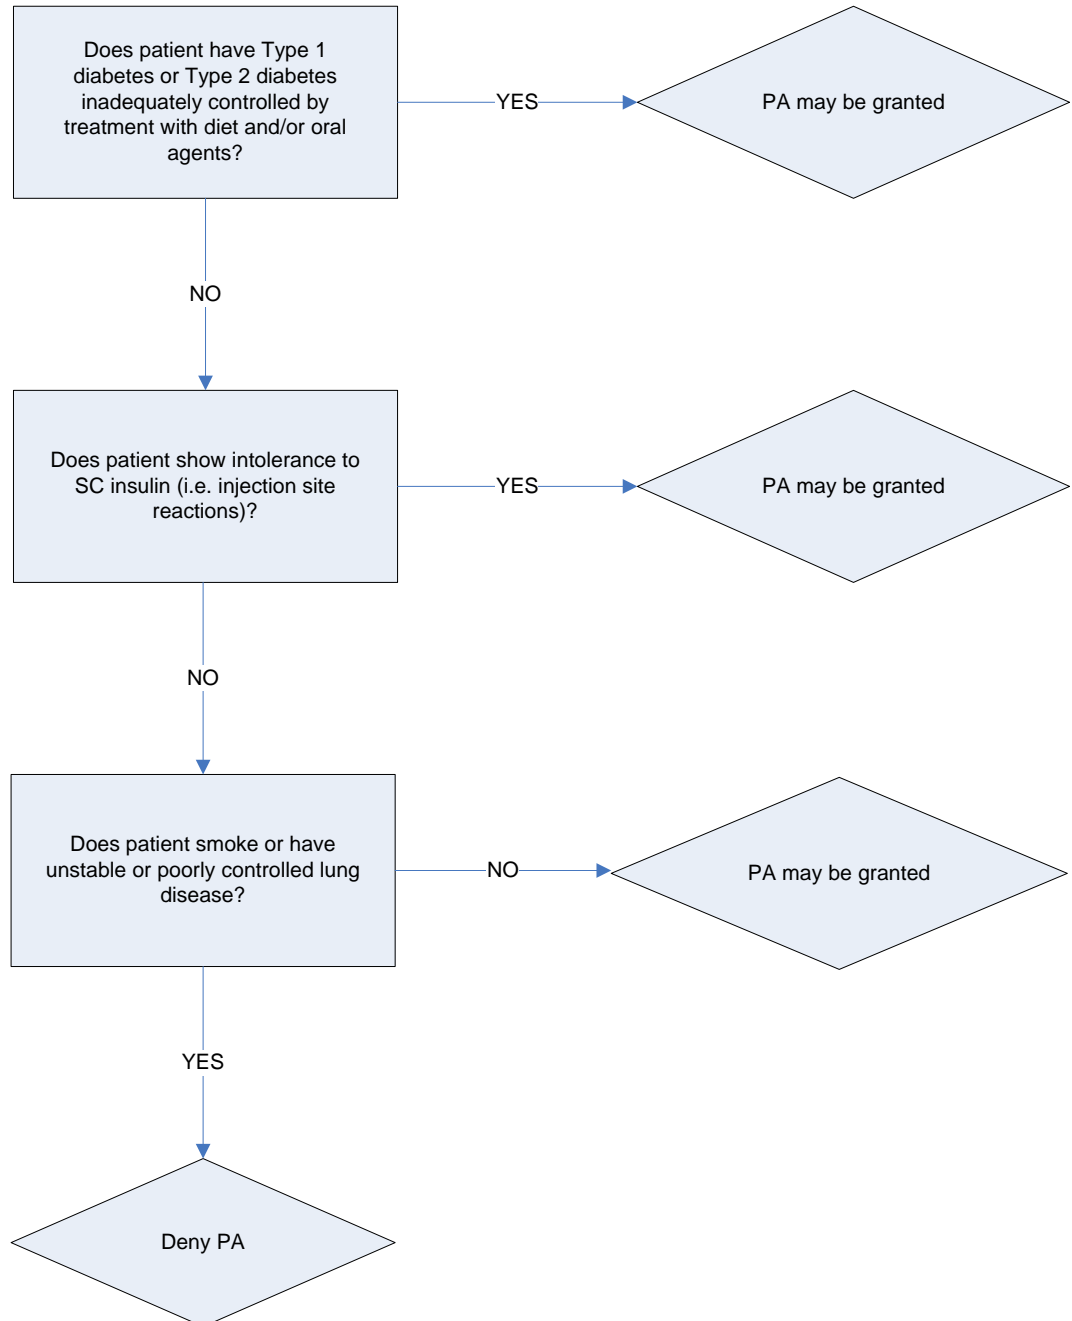 Does patient have Type 1
diabetes or Type 2 diabetes
inadequately controlled by
treatment with diet and/or oral
agents?
YES
PA may be granted
NO
Does patient show intolerance to
SC insulin (i.e. injection site
reactions)?
YES
PA may be granted
NO
Does patient smoke or have
unstable or poorly controlled lung
disease?
NO
PA may be granted
YES
Deny PA